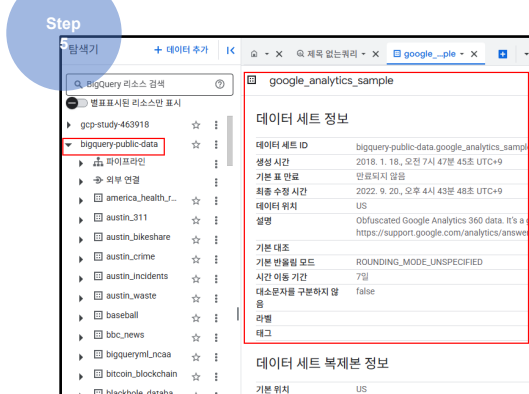 Step
5
탐색기
+ 데이터 추가
제목 없는쿼리
google_...ple
BigQuery 리소스 검색
별표표시된 리소스만 표시
gcp-study-463918
bigquery-public-data
파이프라인
외부 연결
america_health_r...
austin_311
austin_bikeshare
austin_crime
austin_incidents
austin_waste
baseball
bbc_news
bigqueryml_ncaa
bitcoin_blockchain
blackhole_databa
google_analytics_sample
데이터 세트 정보
데이터 세트 ID bigquery-public-data.google_analytics_sample
생성 시간 2018. 1. 18., 오전 7시 47분 45초 UTC+9
기본 표 만료 만료되지 않음
최종 수정 시간 2022. 9. 20., 오후 4시 43분 48초 UTC+9
데이터 위치 US
설명 Obfuscated Google Analytics 360 data. It's a
https://support.google.com/analytics/answe
기본 대조
기본 반올림 모드 ROUNDING_MODE_UNSPECIFIED
시간 이동 기간 7일
대소문자를 구분하지 않 false
음
라벨
태그
데이터 세트 복제본 정보
기본 위치 US